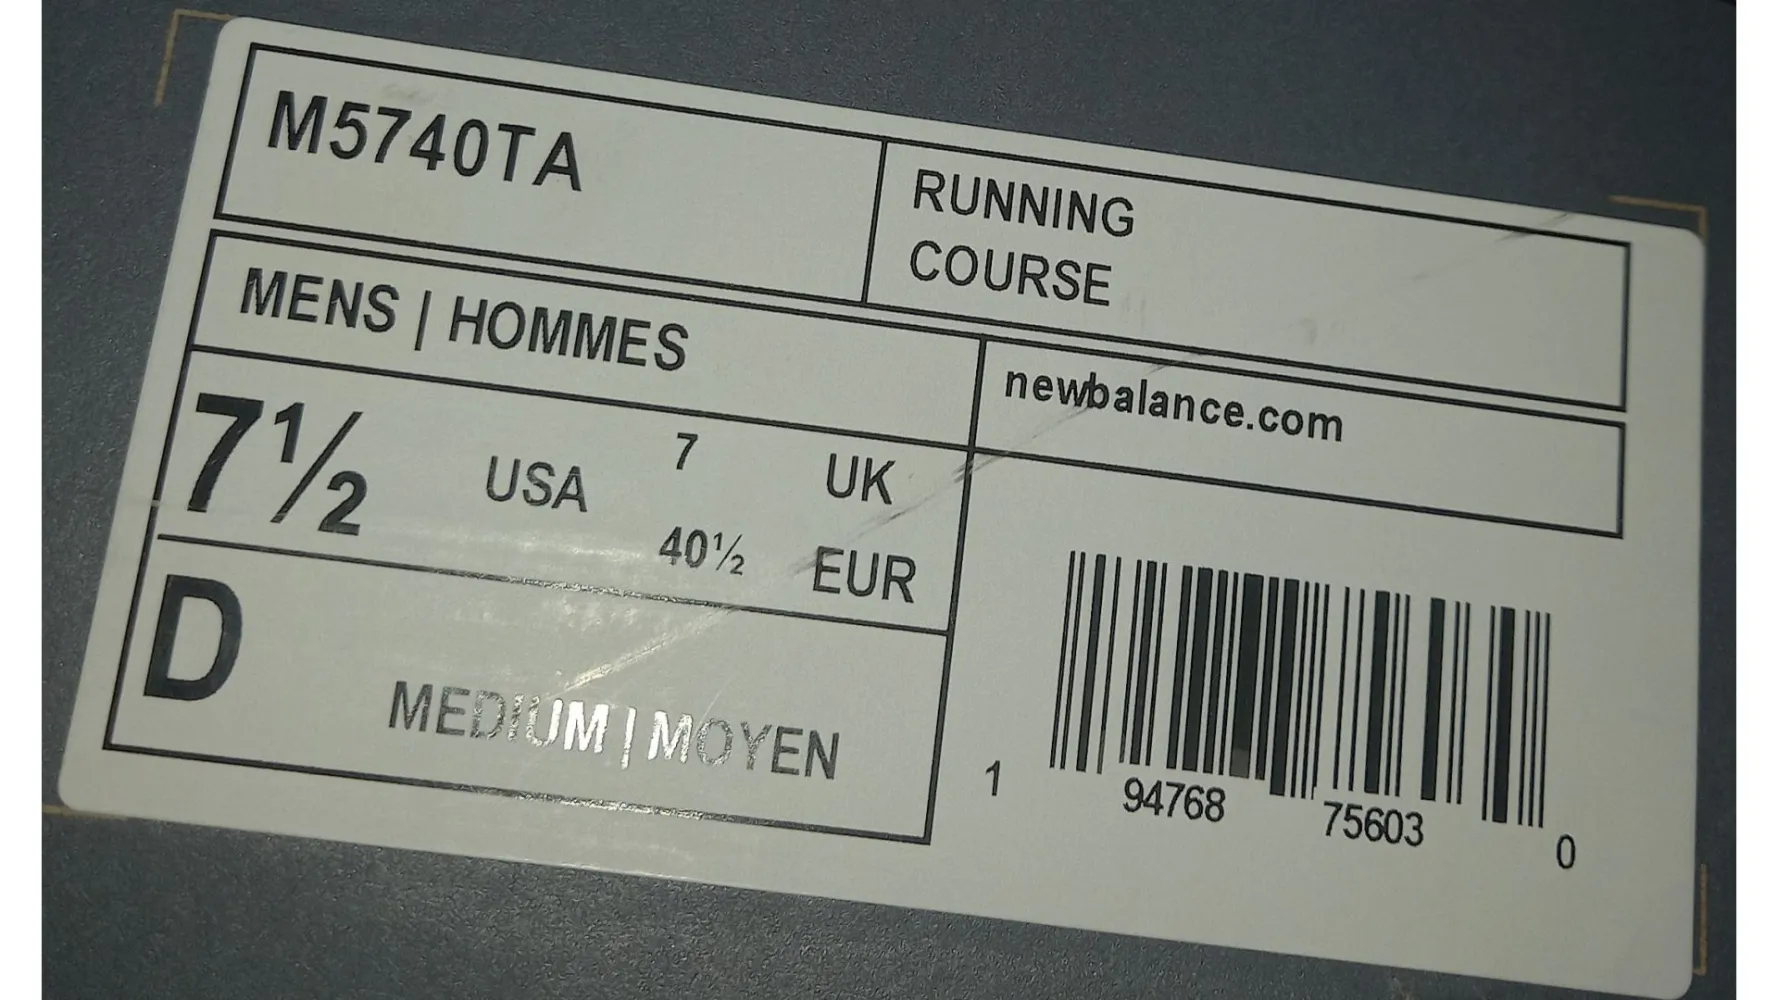 M5740TA
RUNNING
COURSE
MENS | HOMMES
newbalance.com
7½ USA 7 UK
40½ EUR
D MEDIUM | MOYEN
1 94768 75603 0